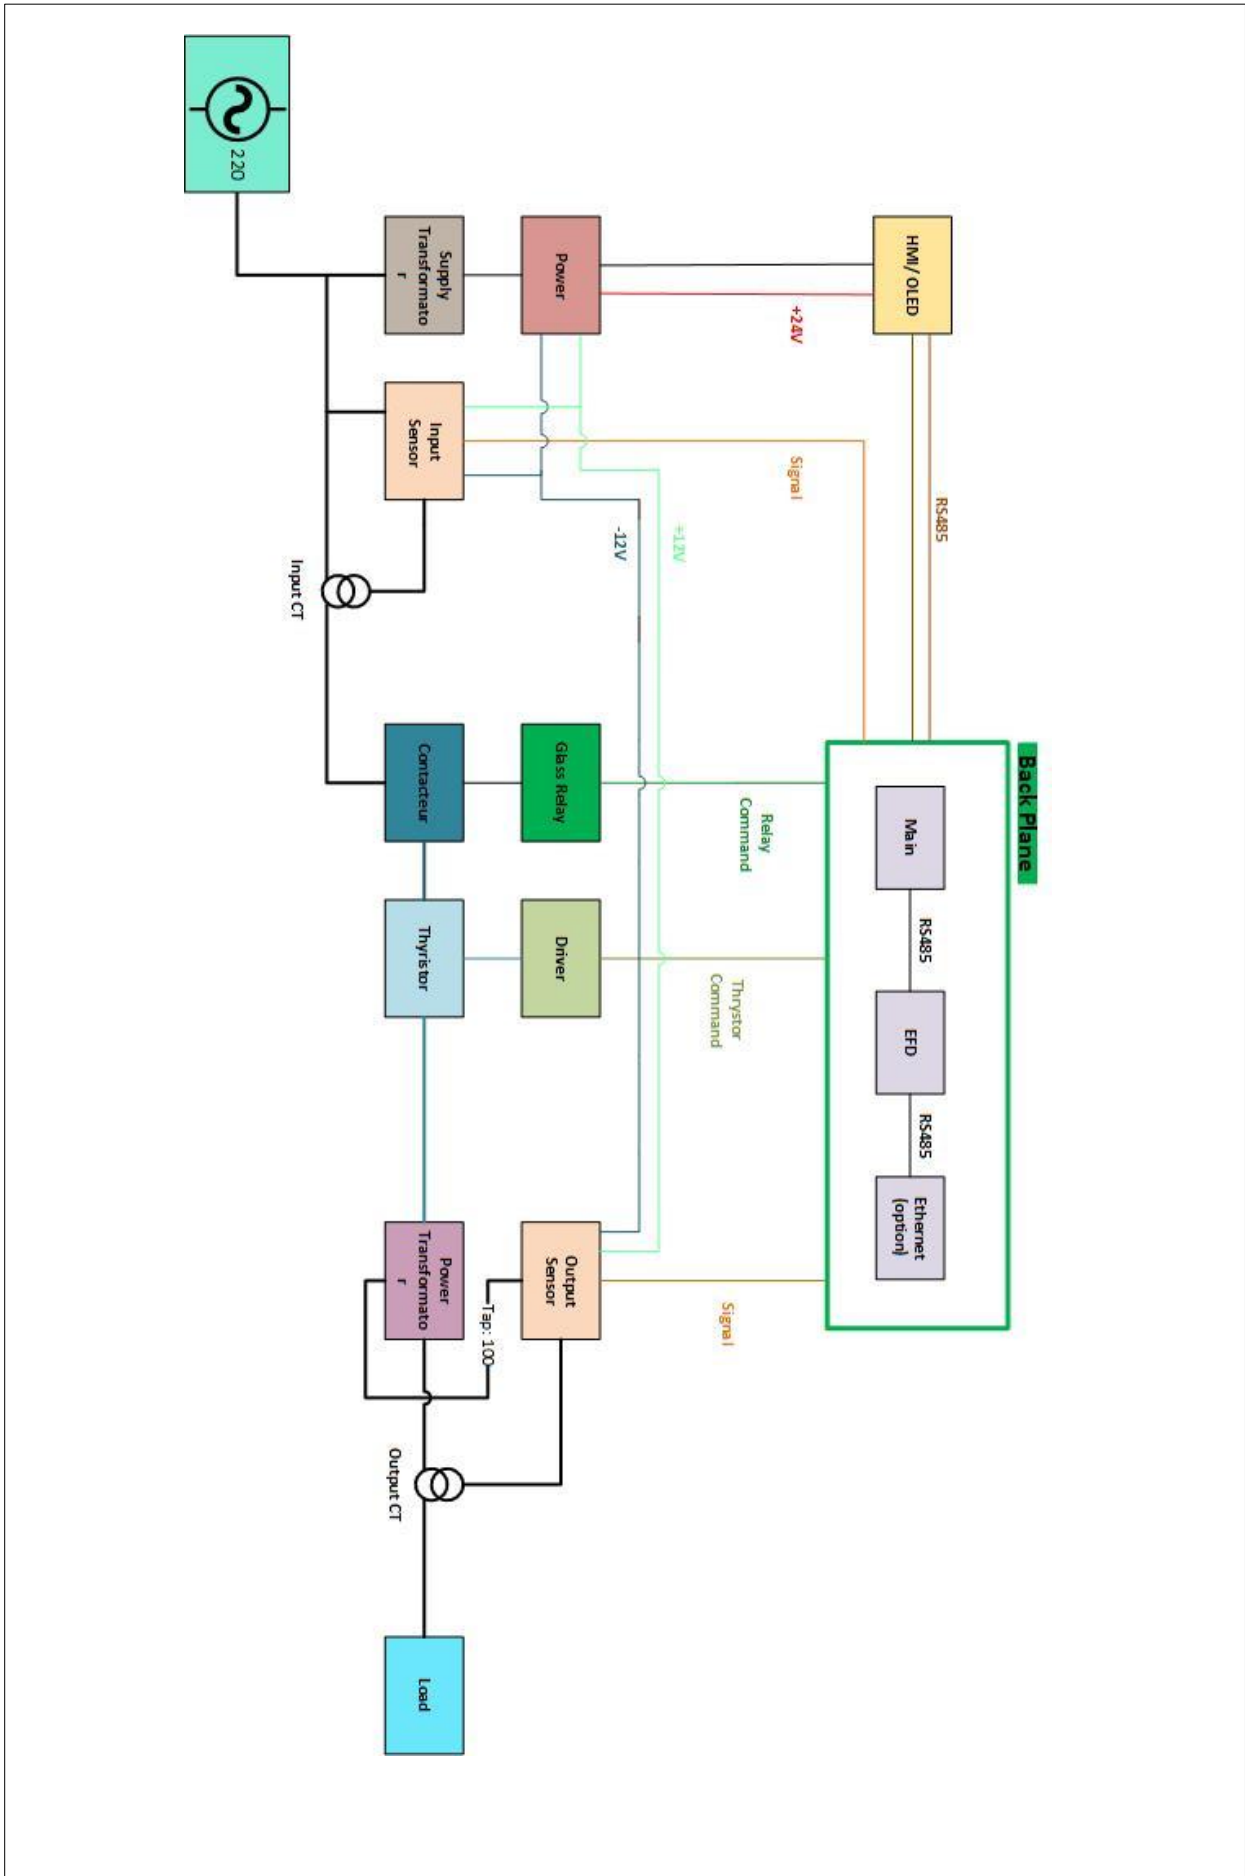 Back Plane
HMI/ OLED
RS485
Main
RS485
EFD
RS485
Ethernet
(option)
+24V
Signal
Relay
Command
Thrystor
Command
Signal
+12V
-12V
Power
Glass Relay
Driver
Output
Sensor
Tap: 100
220
Supply
Transformato
r
Input
Sensor
Contacteur
Thyristor
Power
Transformato
r
Load
Input CT
Output CT